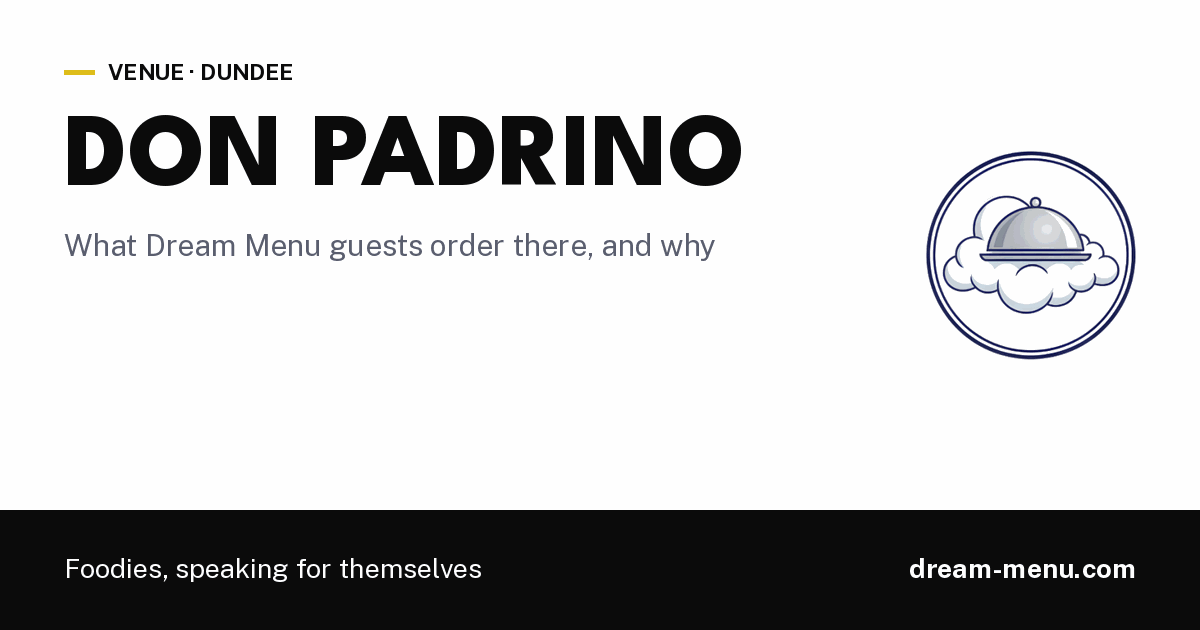 VENUE · DUNDEE
DON PADRINO
What Dream Menu guests order there, and why
Foodies, speaking for themselves
dream-menu.com